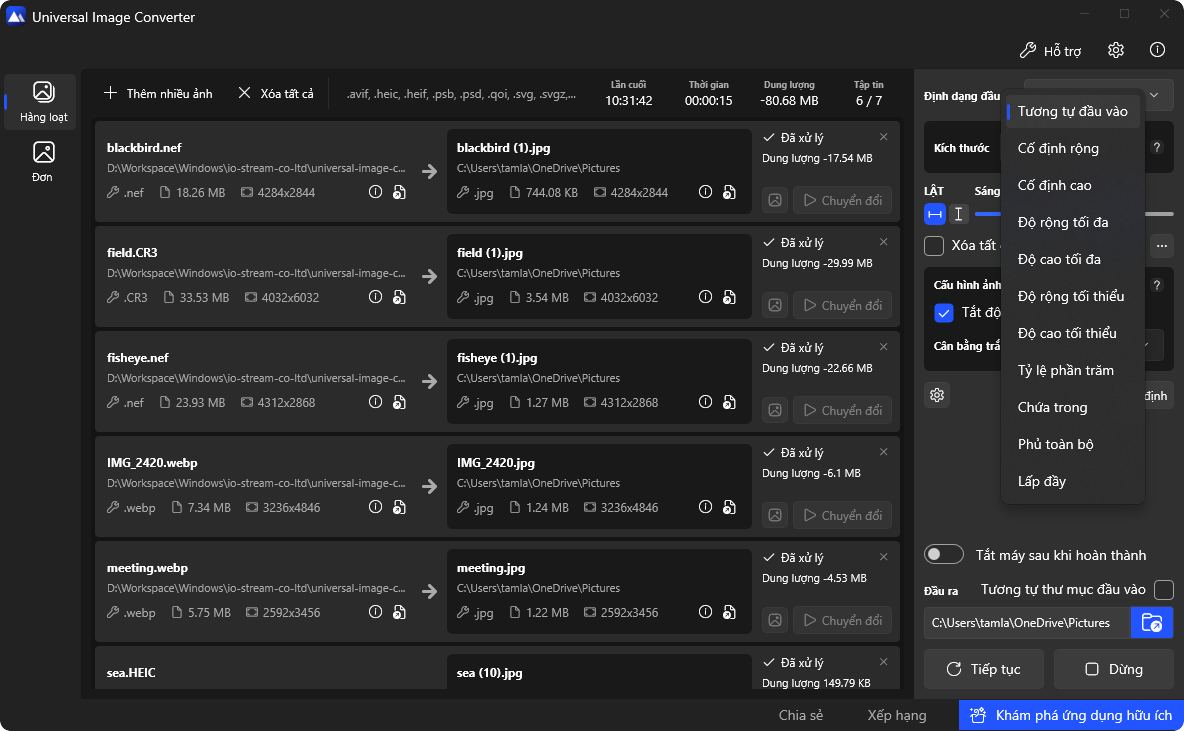 Universal Image Converter
Hỗ trợ
Hàng loạt
Đơn
Thêm nhiều ảnh
Xóa tất cả
.avif, .heic, .heif, .psb, .psd, .qoi, .svg, .svgz,...
Lần cuối
10:31:42
Thời gian
00:00:15
Dung lượng
-80.68 MB
Tập tin
6 / 7
blackbird.nef
D:\Workspace\Windows\io-stream-co-ltd\universal-image-c...
.nef 18.26 MB 4284x2844
blackbird (1).jpg
C:\Users\tamla\OneDrive\Pictures
.jpg 744.08 KB 4284x2844
Đã xử lý
Dung lượng -17.54 MB
Chuyển đổi
field.CR3
D:\Workspace\Windows\io-stream-co-ltd\universal-image-c...
.CR3 33.53 MB 4032x6032
field (1).jpg
C:\Users\tamla\OneDrive\Pictures
.jpg 3.54 MB 4032x6032
Đã xử lý
Dung lượng -29.99 MB
Chuyển đổi
fisheye.nef
D:\Workspace\Windows\io-stream-co-ltd\universal-image-c...
.nef 23.93 MB 4312x2868
fisheye (1).jpg
C:\Users\tamla\OneDrive\Pictures
.jpg 1.27 MB 4312x2868
Đã xử lý
Dung lượng -22.66 MB
Chuyển đổi
IMG_2420.webp
D:\Workspace\Windows\io-stream-co-ltd\universal-image-c...
.webp 7.34 MB 3236x4846
IMG_2420.jpg
C:\Users\tamla\OneDrive\Pictures
.jpg 1.24 MB 3236x4846
Đã xử lý
Dung lượng -6.1 MB
Chuyển đổi
meeting.webp
D:\Workspace\Windows\io-stream-co-ltd\universal-image-c...
.webp 5.75 MB 2592x3456
meeting.jpg
C:\Users\tamla\OneDrive\Pictures
.jpg 1.22 MB 2592x3456
Đã xử lý
Dung lượng -4.53 MB
Chuyển đổi
sea.HEIC
sea (10).jpg
Đã xử lý
Dung lượng 149.79 KB
Định dạng đầu
Kích thước
?
LẬT
Sáng
Xóa tất
...
Cấu hình ảnh
?
Tắt độ
Cân bằng trắ
định
Tương tự đầu vào
Cố định rộng
Cố định cao
Độ rộng tối đa
Độ cao tối đa
Độ rộng tối thiểu
Độ cao tối thiểu
Tỷ lệ phần trăm
Chứa trong
Phủ toàn bộ
Lấp đầy
Tắt máy sau khi hoàn thành
Đầu ra
Tương tự thư mục đầu vào
C:\Users\tamla\OneDrive\Pictures
Tiếp tục
Dừng
Chia sẻ
Xếp hạng
Khám phá ứng dụng hữu ích